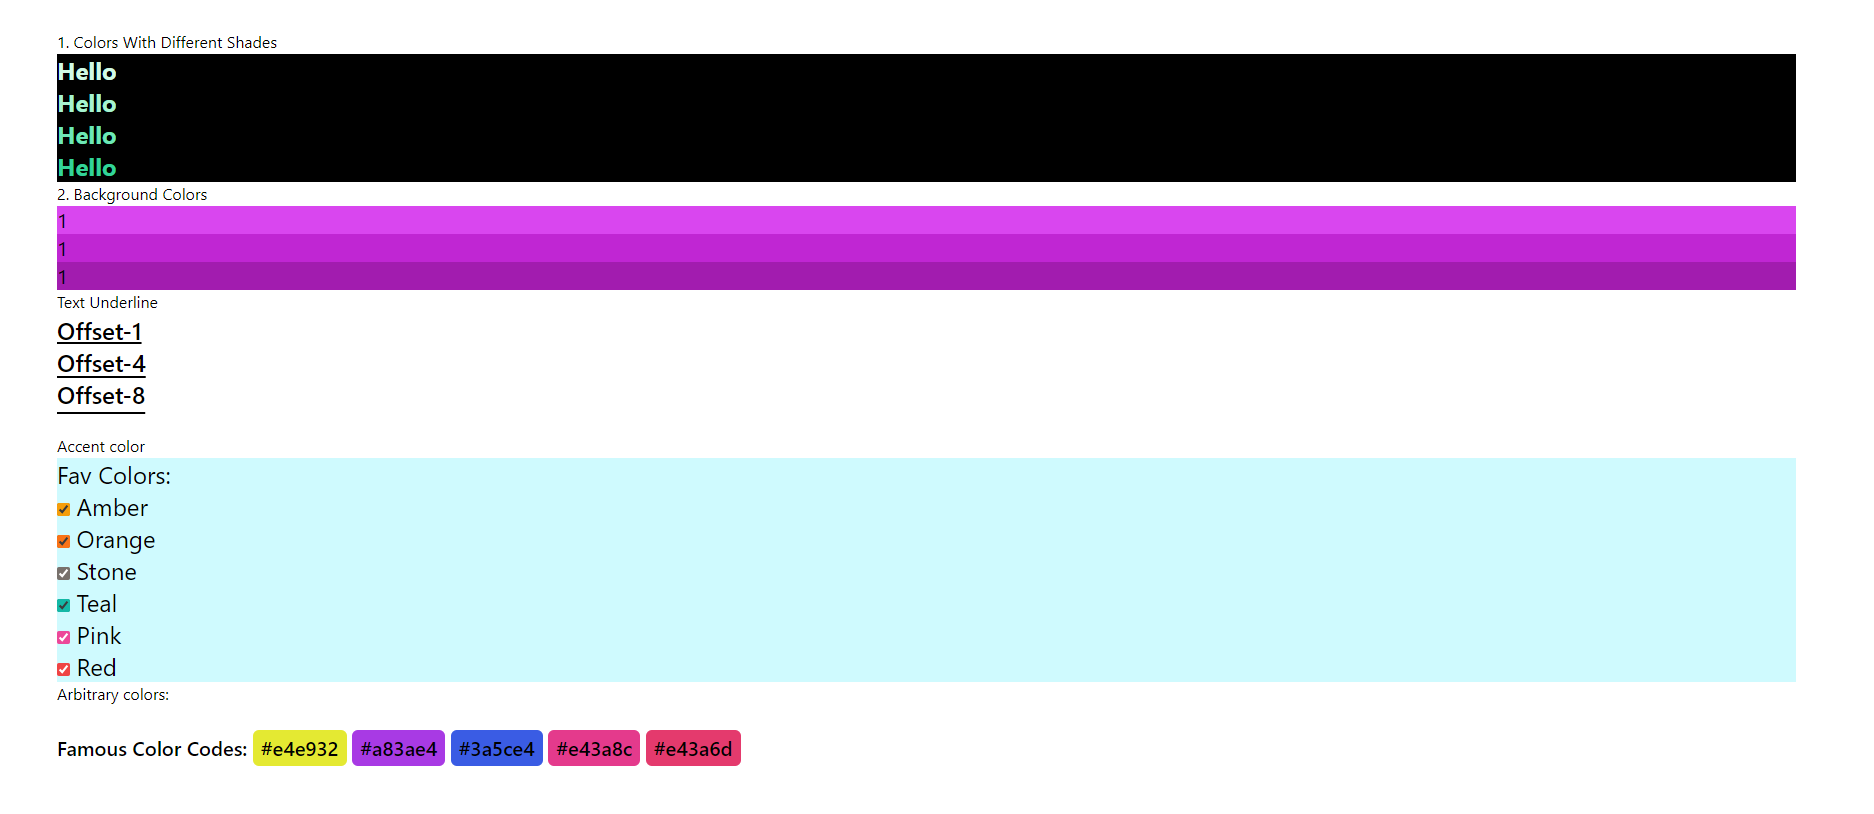 1. Colors With Different Shades
Hello
Hello
Hello
Hello
2. Background Colors
1
1
1
Text Underline
Offset-1
Offset-4
Offset-8
Accent color
Fav Colors:
Amber
Orange
Stone
Teal
Pink
Red
Arbitrary colors:
Famous Color Codes: #e4e932 #a83ae4 #3a5ce4 #e43a8c #e43a6d